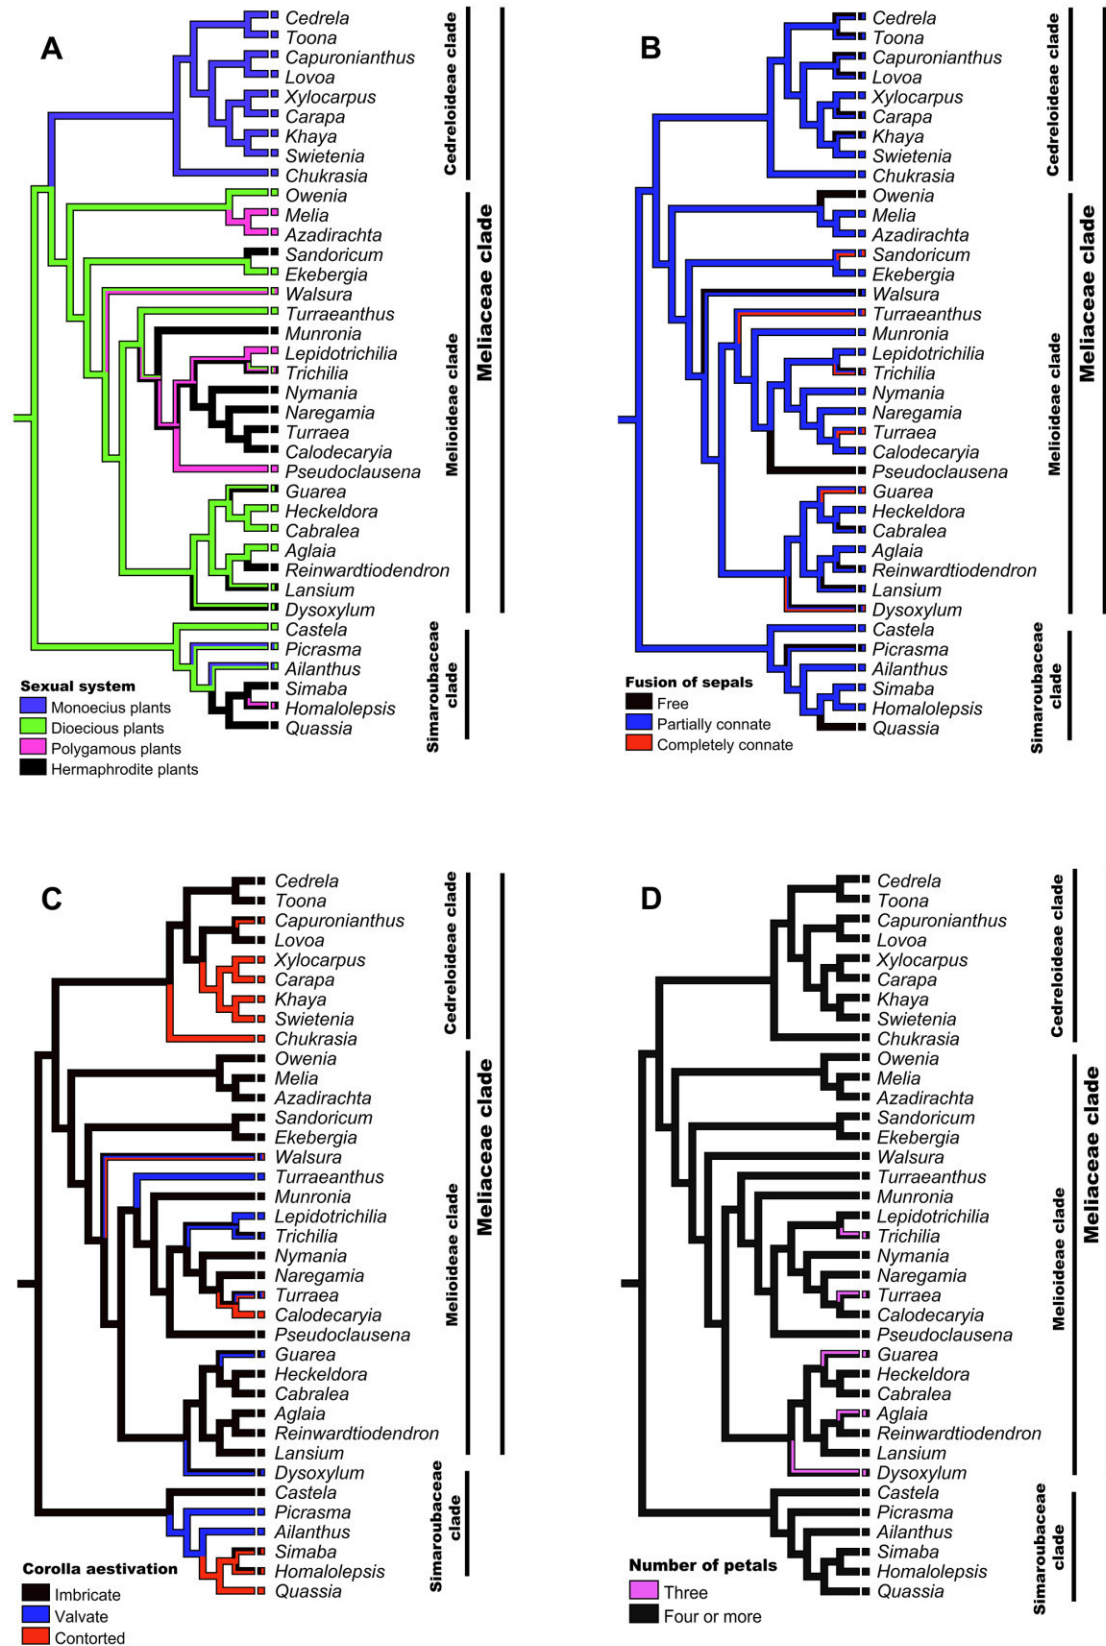 A
Cedrela
Toona
Capuronianthus
Lovoa
Xylocarpus
Carapa
Khaya
Swietenia
Chukrasia
Owenia
Melia
Azadirachta
Sandoricum
Ekebergia
Walsura
Turraeanthus
Munronia
Lepidotrichilia
Trichilia
Nymania
Naregamia
Turraea
Calodecaryia
Pseudoclausena
Guarea
Heckeldora
Cabralea
Aglaia
Reinwardtiodendron
Lansium
Dysoxylum
Castela
Picrasma
Ailanthus
Simaba
Homalolepsis
Quassia
Cedreloideae clade
Melioideae clade
Meliaceae clade
Simaroubaceae
clade
Sexual system
Monoecius plants
Dioecious plants
Polygamous plants
Hermaphrodite plants
B
Cedrela
Toona
Capuronianthus
Lovoa
Xylocarpus
Carapa
Khaya
Swietenia
Chukrasia
Owenia
Melia
Azadirachta
Sandoricum
Ekebergia
Walsura
Turraeanthus
Munronia
Lepidotrichilia
Trichilia
Nymania
Naregamia
Turraea
Calodecaryia
Pseudoclausena
Guarea
Heckeldora
Cabralea
Aglaia
Reinwardtiodendron
Lansium
Dysoxylum
Castela
Picrasma
Ailanthus
Simaba
Homalolepsis
Quassia
Cedreloideae clade
Melioideae clade
Meliaceae clade
Simaroubaceae
clade
Fusion of sepals
Free
Partially connate
Completely connate
C
Cedrela
Toona
Capuronianthus
Lovoa
Xylocarpus
Carapa
Khaya
Swietenia
Chukrasia
Owenia
Melia
Azadirachta
Sandoricum
Ekebergia
Walsura
Turraeanthus
Munronia
Lepidotrichilia
Trichilia
Nymania
Naregamia
Turraea
Calodecaryia
Pseudoclausena
Guarea
Heckeldora
Cabralea
Aglaia
Reinwardtiodendron
Lansium
Dysoxylum
Castela
Picrasma
Ailanthus
Simaba
Homalolepsis
Quassia
Cedreloideae clade
Melioideae clade
Meliaceae clade
Simaroubaceae
clade
Corolla aestivation
Imbricate
Valvate
Contorted
D
Cedrela
Toona
Capuronianthus
Lovoa
Xylocarpus
Carapa
Khaya
Swietenia
Chukrasia
Owenia
Melia
Azadirachta
Sandoricum
Ekebergia
Walsura
Turraeanthus
Munronia
Lepidotrichilia
Trichilia
Nymania
Naregamia
Turraea
Calodecaryia
Pseudoclausena
Guarea
Heckeldora
Cabralea
Aglaia
Reinwardtiodendron
Lansium
Dysoxylum
Castela
Picrasma
Ailanthus
Simaba
Homalolepsis
Quassia
Cedreloideae clade
Melioideae clade
Meliaceae clade
Simaroubaceae
clade
Number of petals
Three
Four or more